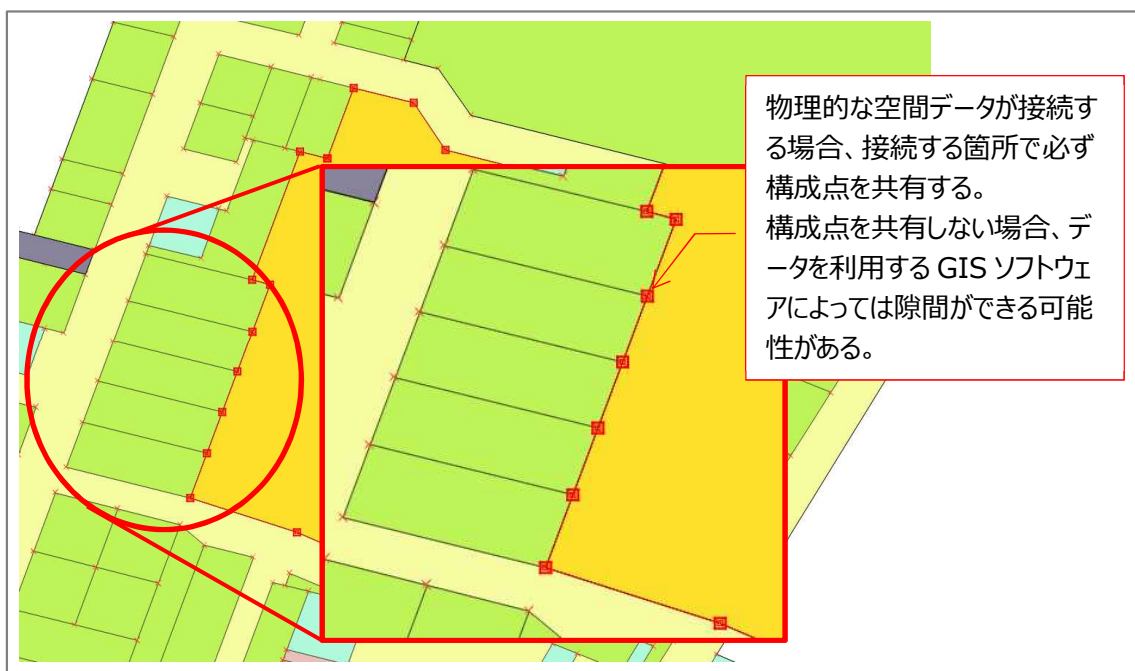 物理的な空間データが接続す
る場合、接続する箇所で必ず
構成点を共有する。
構成点を共有しない場合、デ
ータを利用する GIS ソフトウェ
アによっては隙間ができる可能
性がある。